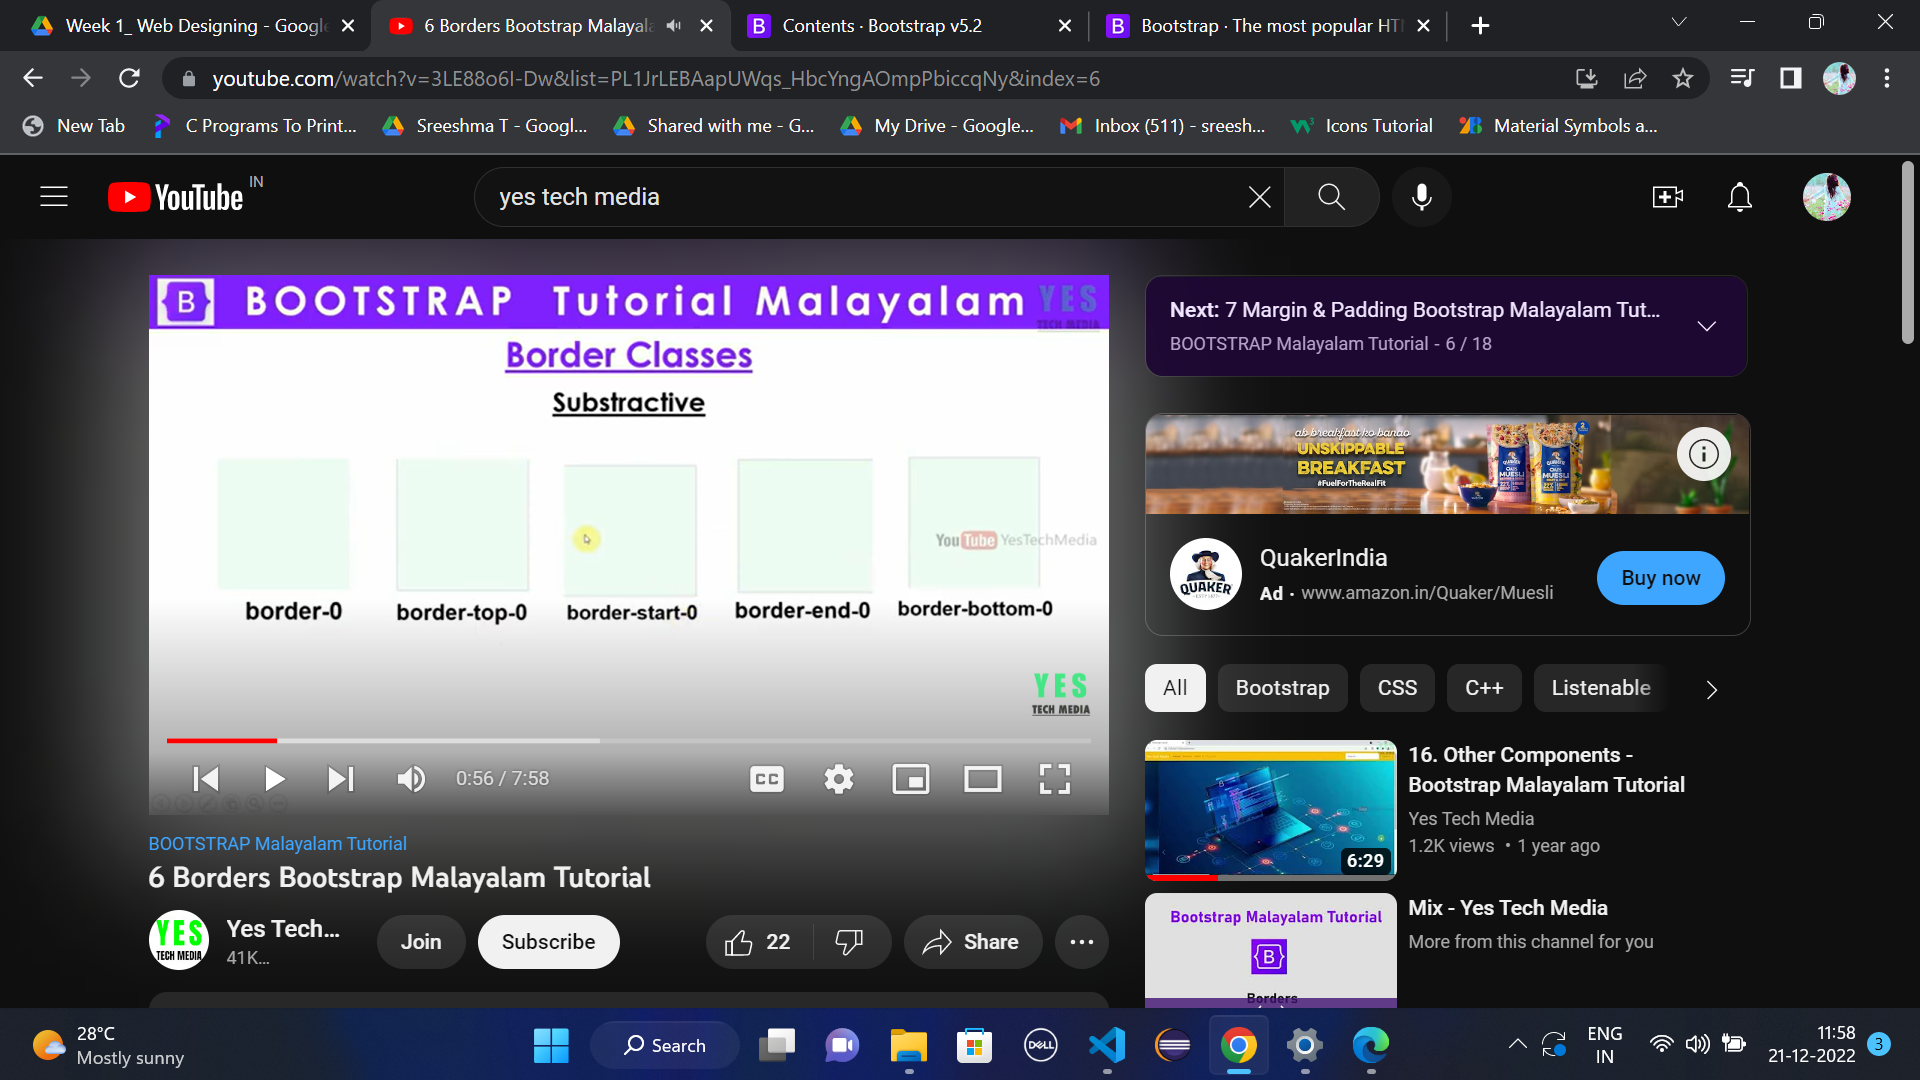 Week 1_ Web Designing - Google
6 Borders Bootstrap Malayala
Contents · Bootstrap v5.2
Bootstrap · The most popular HT
youtube.com/watch?v=3LE88o6I-Dw&list=PL1JrLEBAapUWqs_HbcYngAOmpPbiccqNy&index=6
New Tab
C Programs To Print...
Sreeshma T - Googl...
Shared with me - G...
My Drive - Google...
Inbox (511) - sreesh...
Icons Tutorial
Material Symbols a...
YouTube IN
yes tech media
B BOOTSTRAP Tutorial Malayalam YES
TECH MEDIA
Border Classes
Substractive
YouTube YesTechMedia
border-0
border-top-0
border-start-0
border-end-0
border-bottom-0
YES
TECH MEDIA
0:56 / 7:58
CC
BOOTSTRAP Malayalam Tutorial
6 Borders Bootstrap Malayalam Tutorial
YES
TECH MEDIA
Yes Tech...
41K...
Join
Subscribe
22
Share
Next: 7 Margin & Padding Bootstrap Malayalam Tut...
BOOTSTRAP Malayalam Tutorial - 6 / 18
ab breakfast ko banao
UNSKIPPABLE
BREAKFAST
#FuelForTheRealFit
QUAKER
QuakerIndia
Ad · www.amazon.in/Quaker/Muesli
Buy now
All
Bootstrap
CSS
C++
Listenable
6:29
16. Other Components -
Bootstrap Malayalam Tutorial
Yes Tech Media
1.2K views • 1 year ago
Bootstrap Malayalam Tutorial
B
Borders
Mix - Yes Tech Media
More from this channel for you
28°C
Mostly sunny
Search
DELL
ENG
IN
11:58
21-12-2022
3